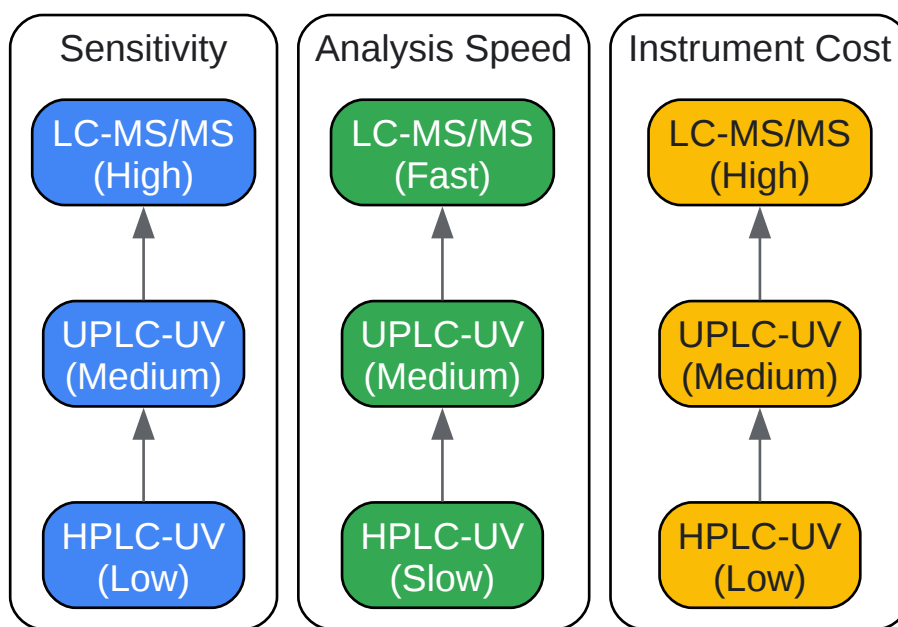 Sensitivity
LC-MS/MS
(High)
UPLC-UV
(Medium)
HPLC-UV
(Low)
Analysis Speed
LC-MS/MS
(Fast)
UPLC-UV
(Medium)
HPLC-UV
(Slow)
Instrument Cost
LC-MS/MS
(High)
UPLC-UV
(Medium)
HPLC-UV
(Low)